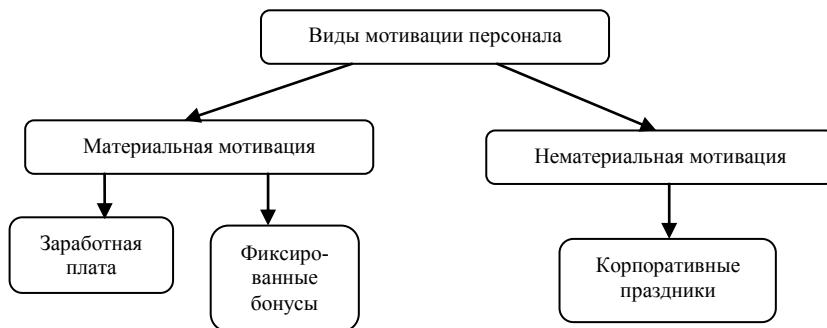 Виды мотивации персонала
Материальная мотивация
Нематериальная мотивация
Заработная
плата
Фиксиро-
ванные
бонусы
Корпоративные
праздники